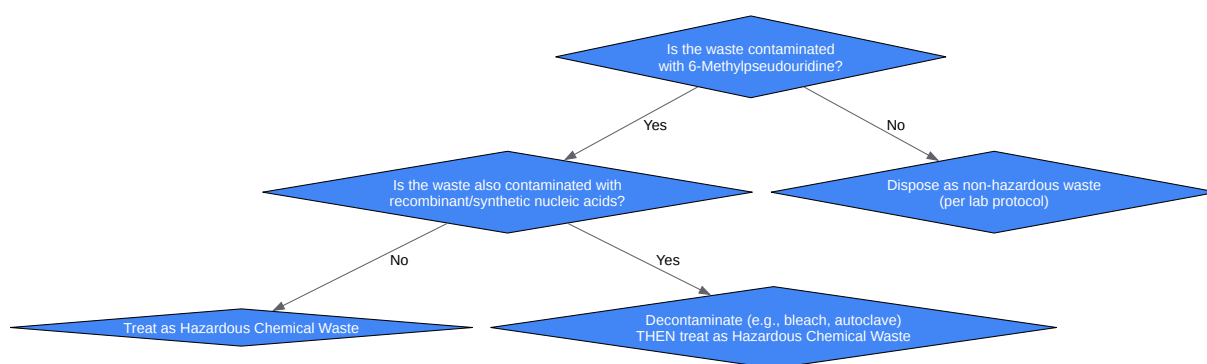 Is the waste contaminated
with 6-Methylpseudouridine?
Yes
No
Is the waste also contaminated with
recombinant/synthetic nucleic acids?
Dispose as non-hazardous waste
(per lab protocol)
No
Yes
Treat as Hazardous Chemical Waste
Decontaminate (e.g., bleach, autoclave)
THEN treat as Hazardous Chemical Waste